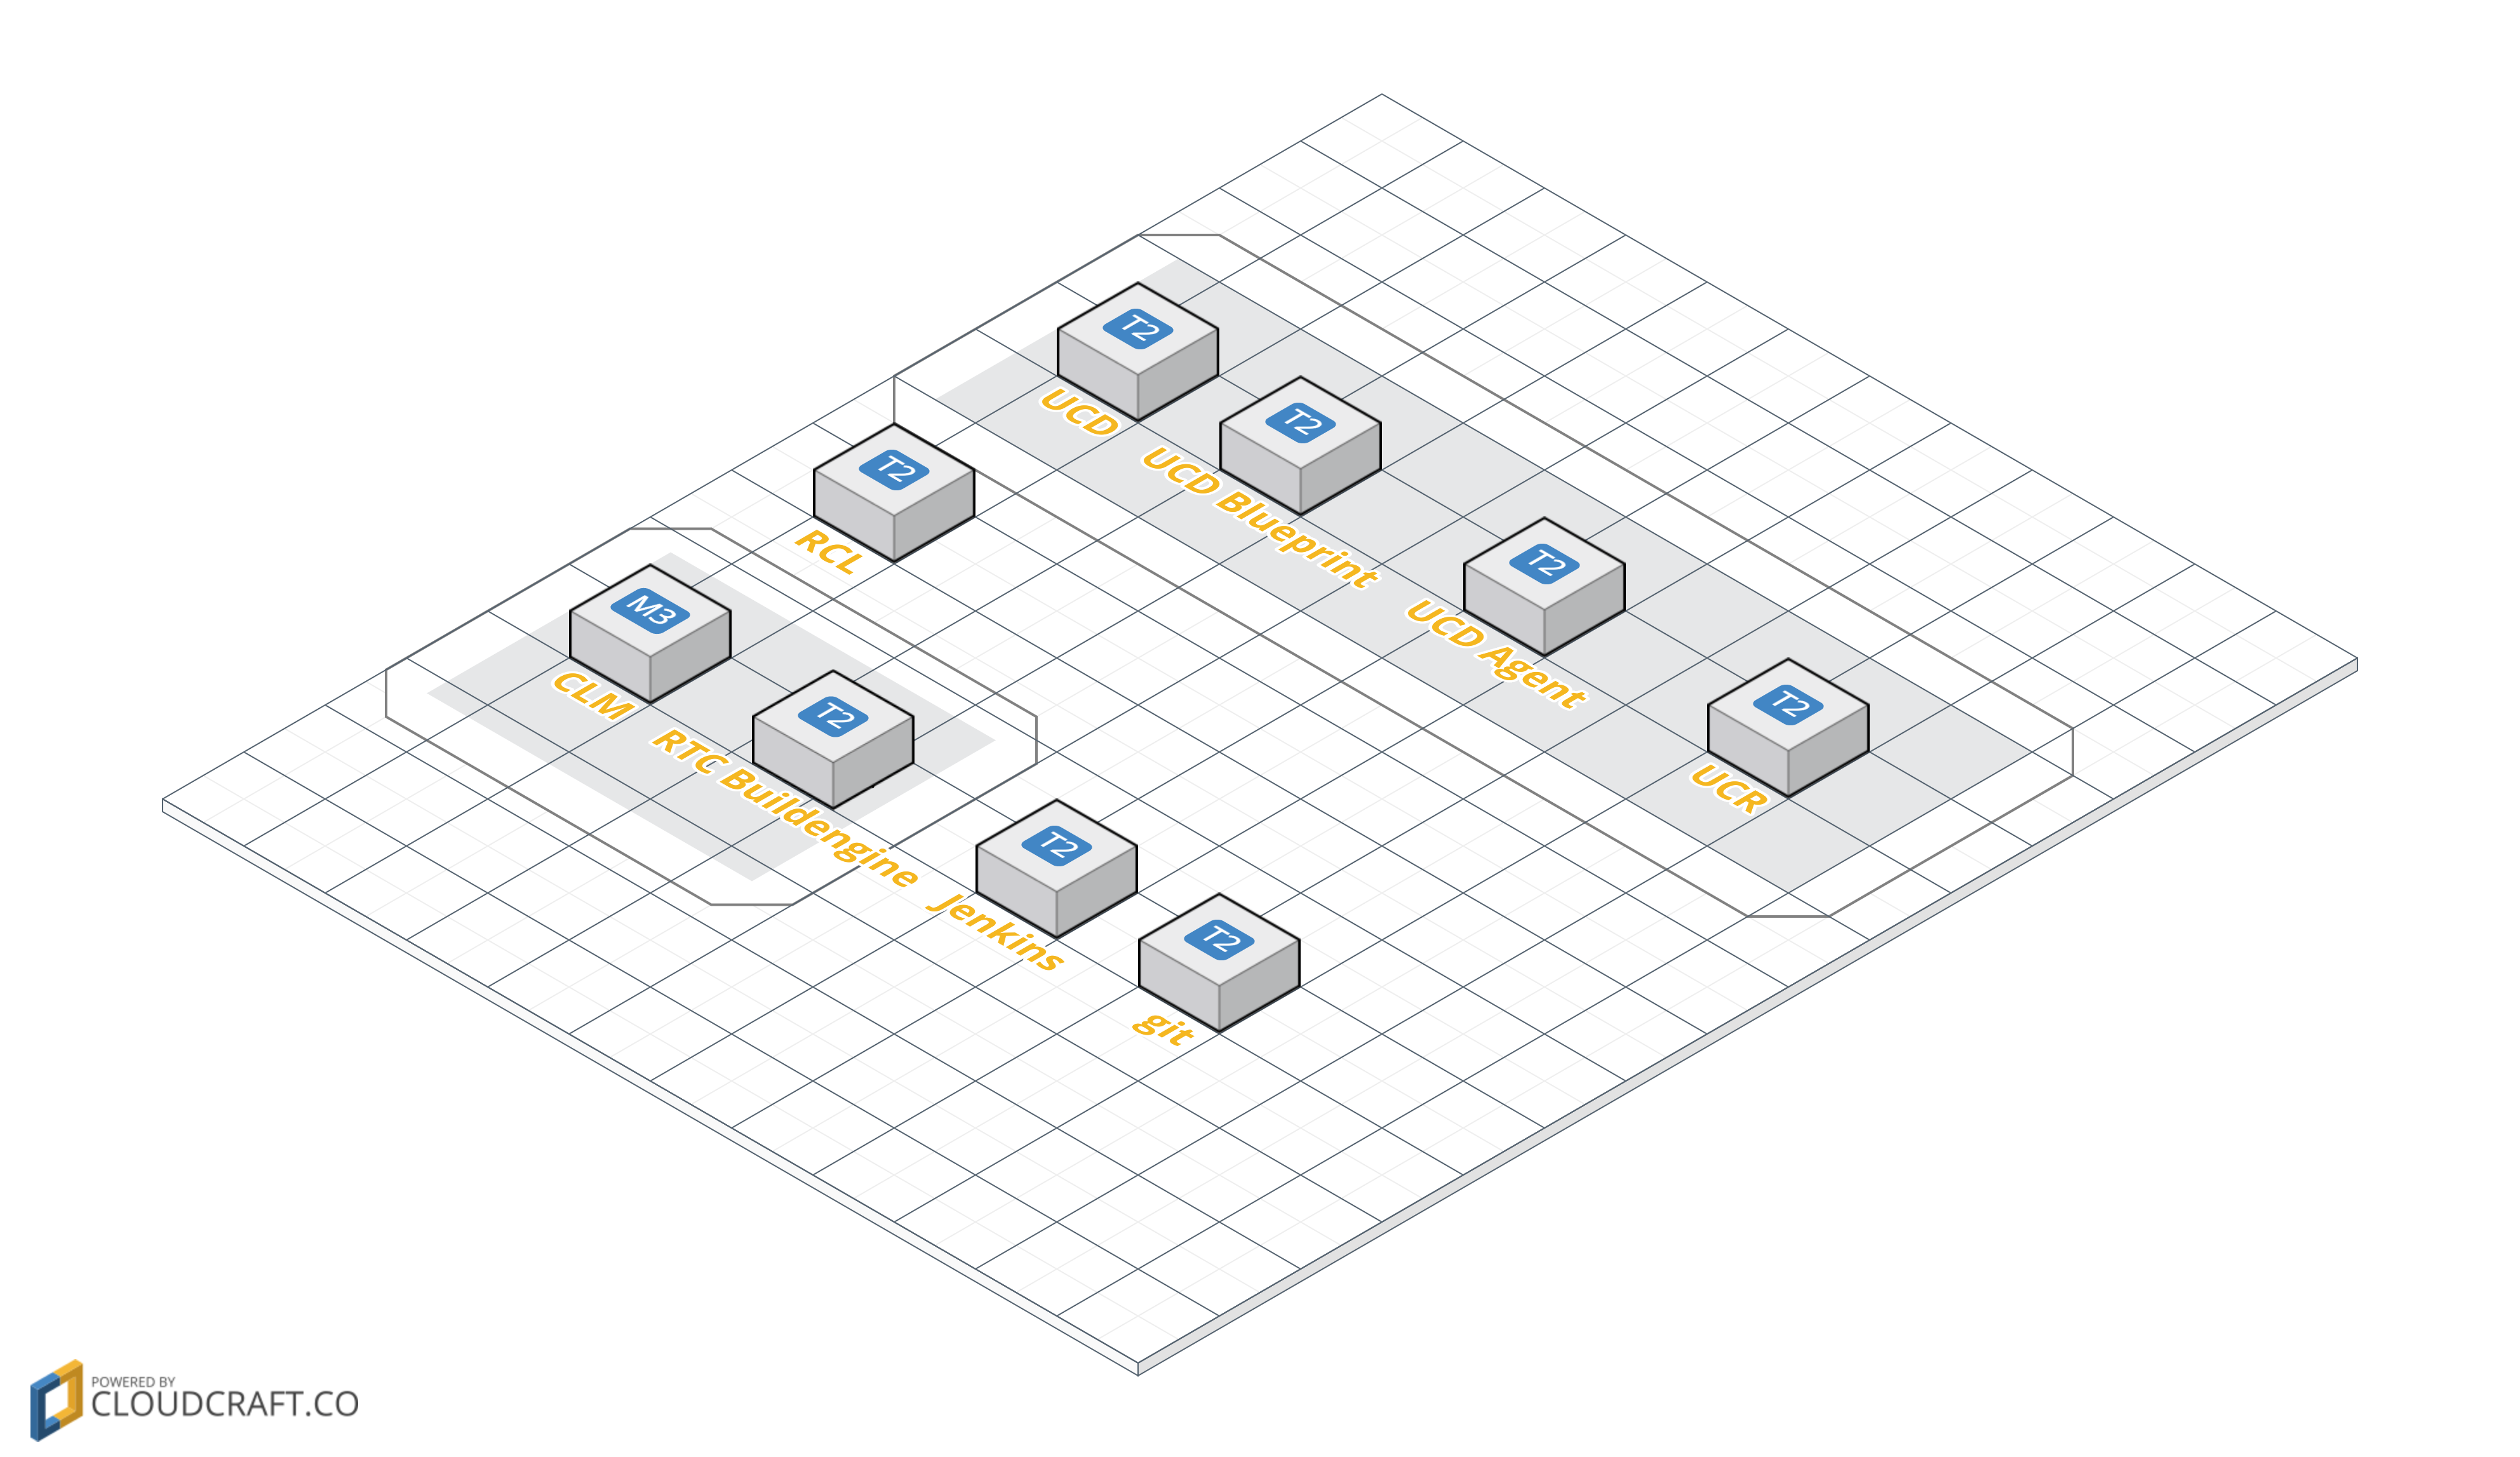 T2
UCD
T2
UCD Blueprint
T2
RCL
T2
UCD Agent
M3
CLM
T2
RTC Buildengine
T2
UCR
T2
Jenkins
T2
git
POWERED BY
CLOUDCRAFT.CO